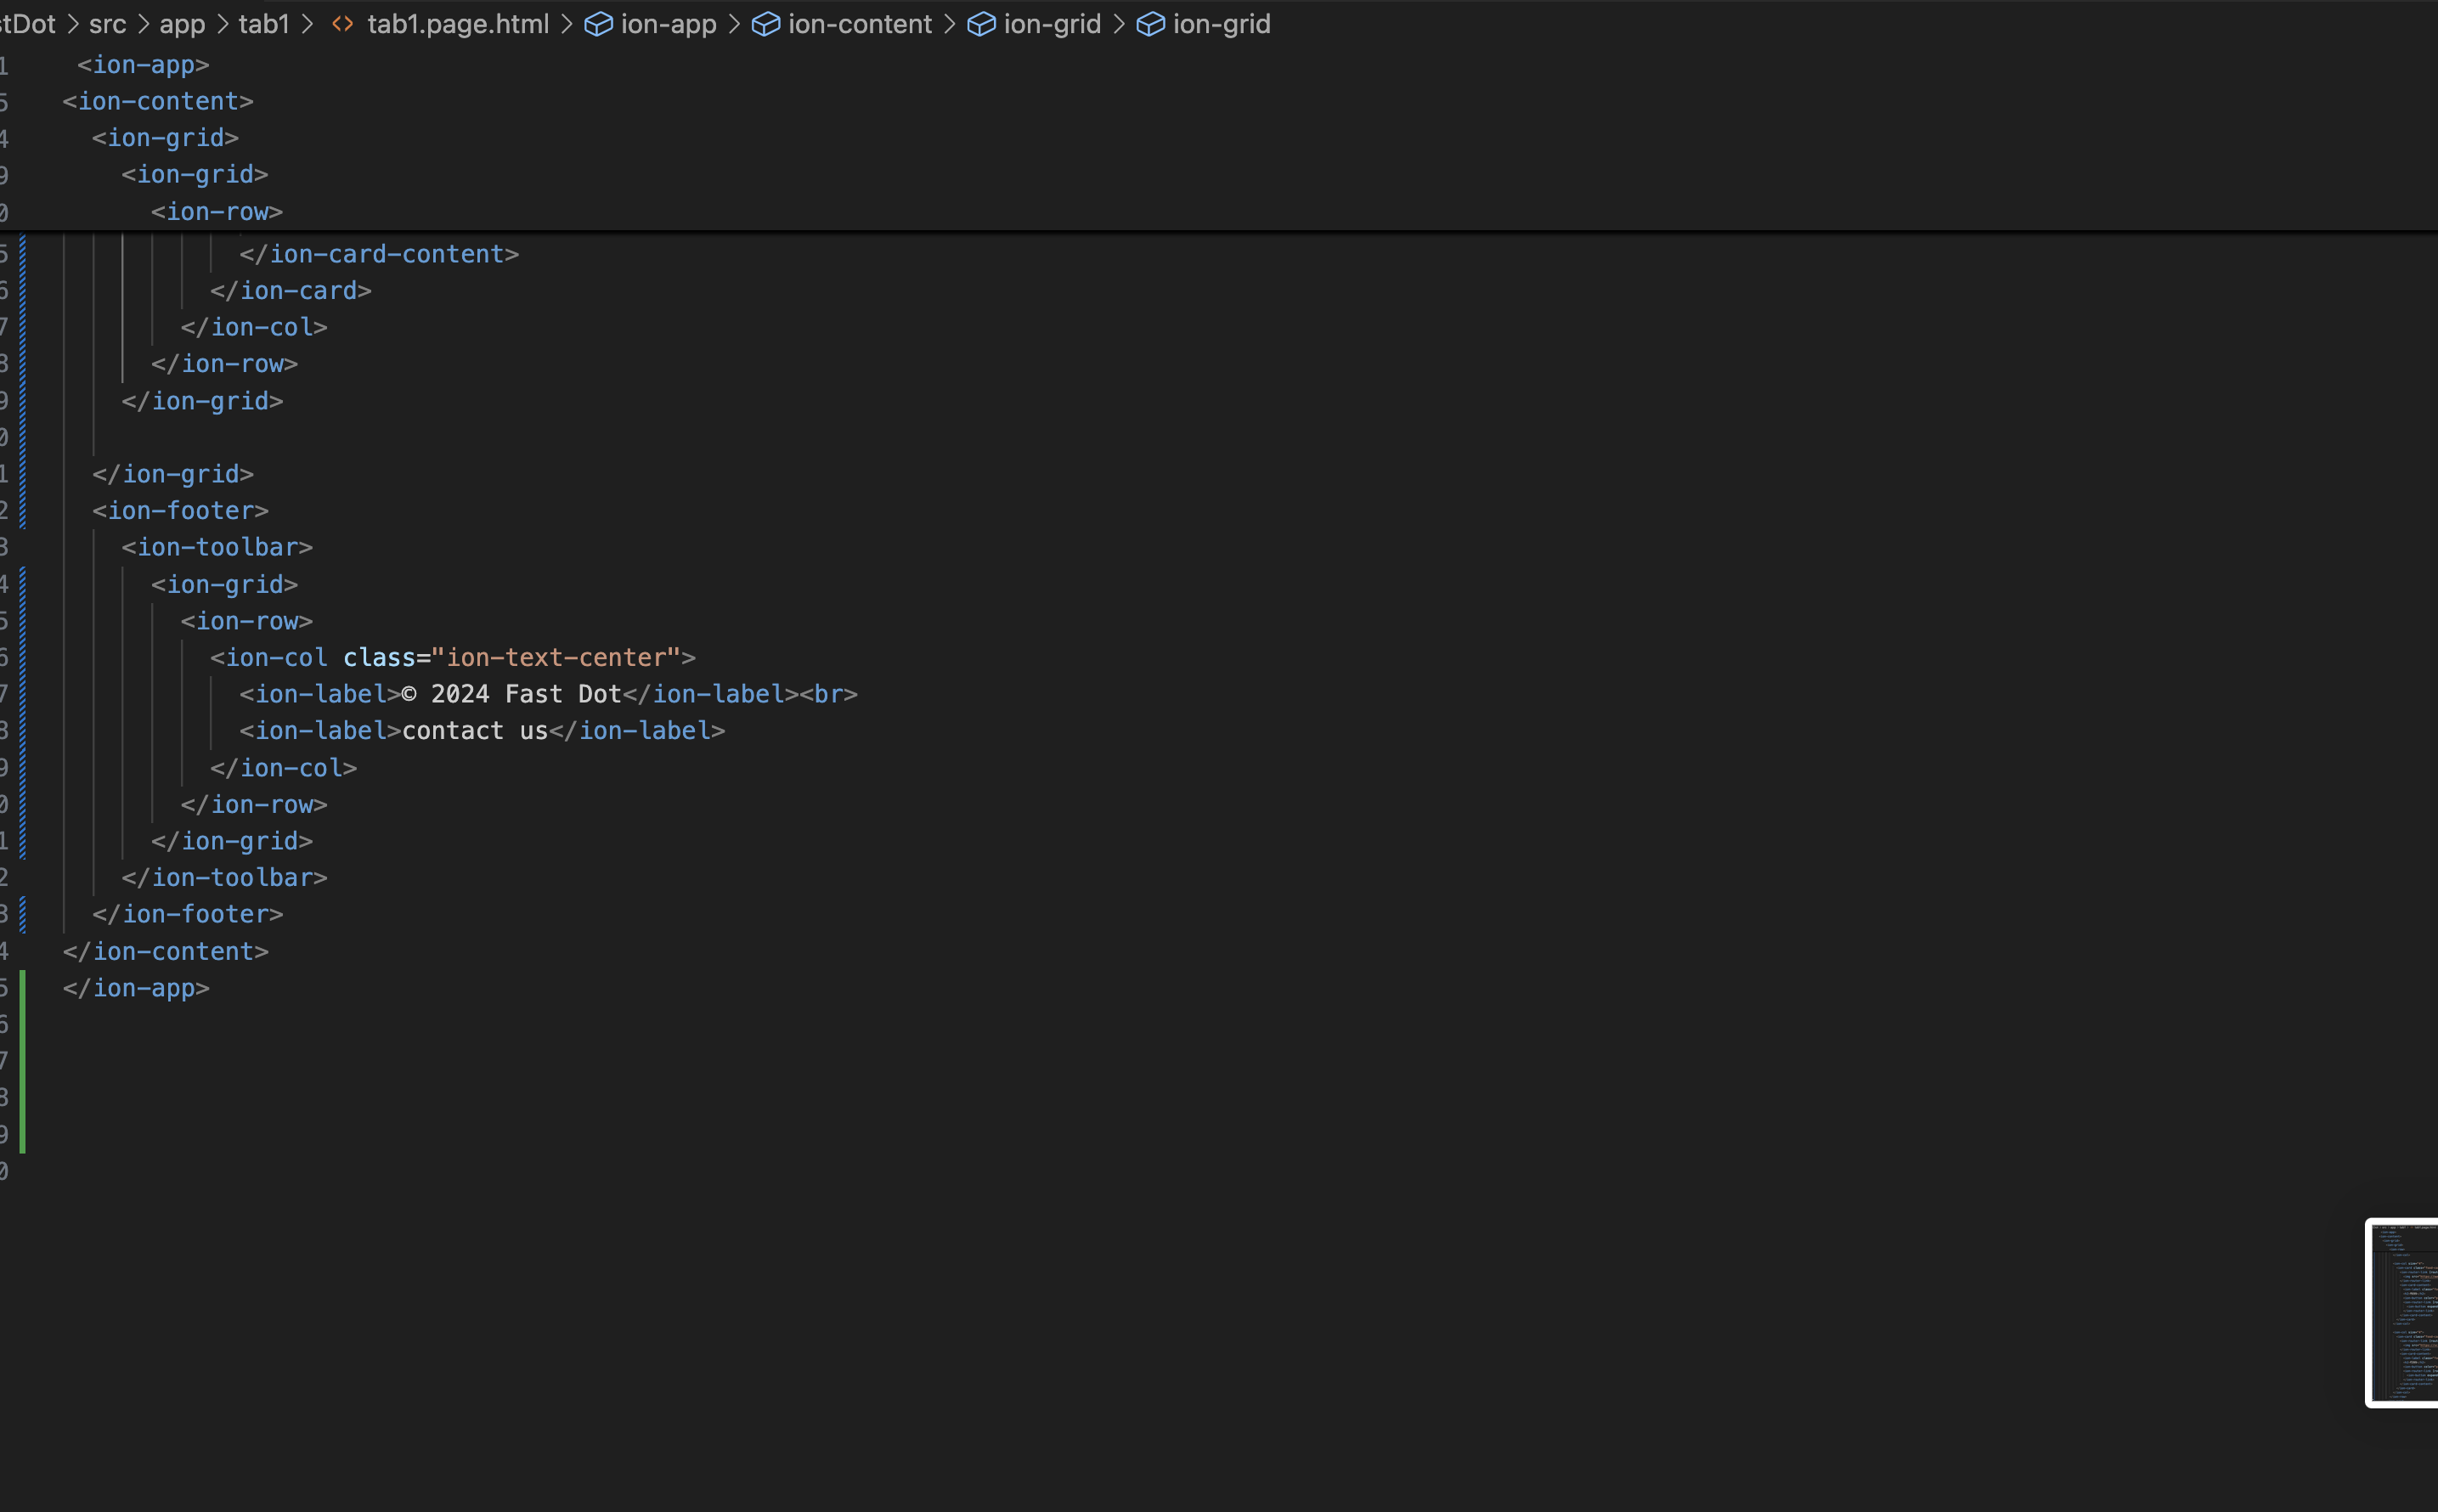 stDot > src > app > tab1 > <> tab1.page.html > ion-app > ion-content > ion-grid > ion-grid
1 <ion-app>
5 <ion-content>
4 <ion-grid>
9 <ion-grid>
0 <ion-row>
5 </ion-card-content>
6 </ion-card>
7 </ion-col>
8 </ion-row>
9 </ion-grid>
0
1 </ion-grid>
2 <ion-footer>
3 <ion-toolbar>
4 <ion-grid>
5 <ion-row>
6 <ion-col class="ion-text-center">
7 <ion-label>© 2024 Fast Dot</ion-label><br>
8 <ion-label>contact us</ion-label>
9 </ion-col>
0 </ion-row>
1 </ion-grid>
2 </ion-toolbar>
3 </ion-footer>
4 </ion-content>
5 </ion-app>
6
7
8
9
0